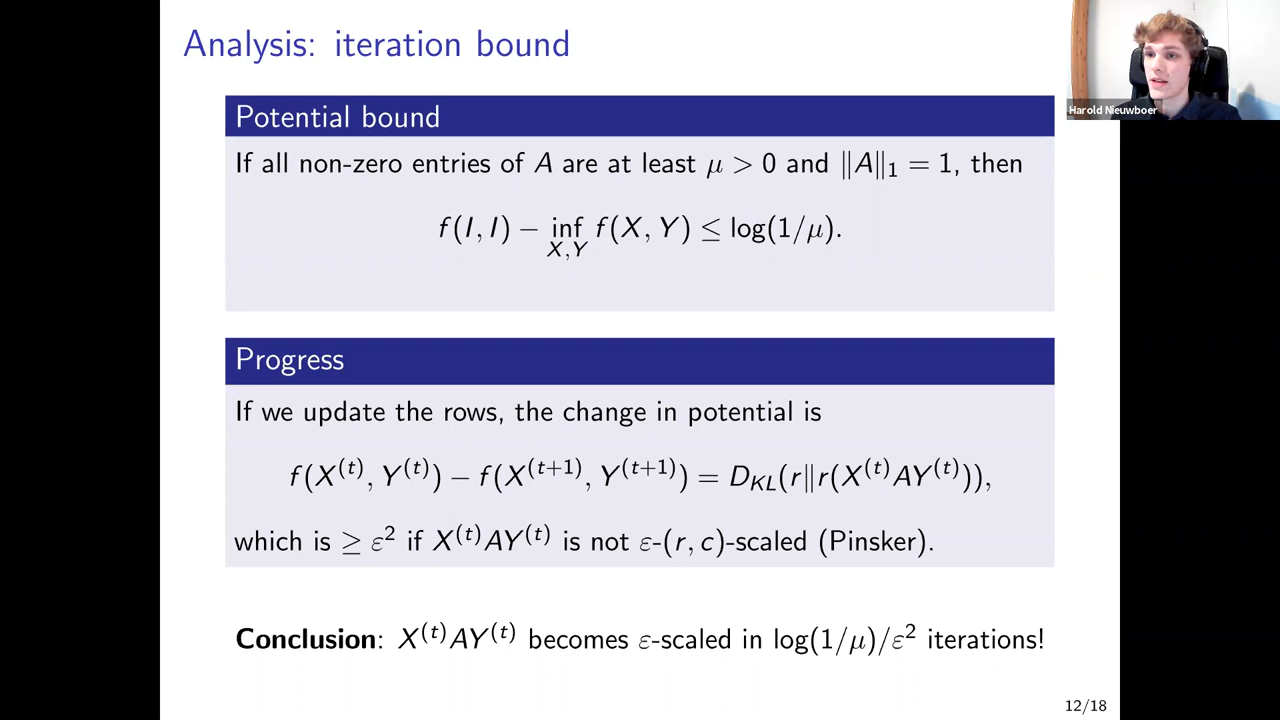 Analysis: iteration bound
Harold Nieuwboer
Potential bound
If all non-zero entries of A are at least μ > 0 and ‖A‖₁ = 1, then
f(I, I) − inf f(X, Y) ≤ log(1/μ).
X,Y
Progress
If we update the rows, the change in potential is
f(X⁽ᵗ⁾, Y⁽ᵗ⁾) − f(X⁽ᵗ⁺¹⁾, Y⁽ᵗ⁺¹⁾) = D_KL(r‖r(X⁽ᵗ⁾AY⁽ᵗ⁾)),
which is ≥ ε² if X⁽ᵗ⁾AY⁽ᵗ⁾ is not ε-(r, c)-scaled (Pinsker).
Conclusion: X⁽ᵗ⁾AY⁽ᵗ⁾ becomes ε-scaled in log(1/μ)/ε² iterations!
12/18